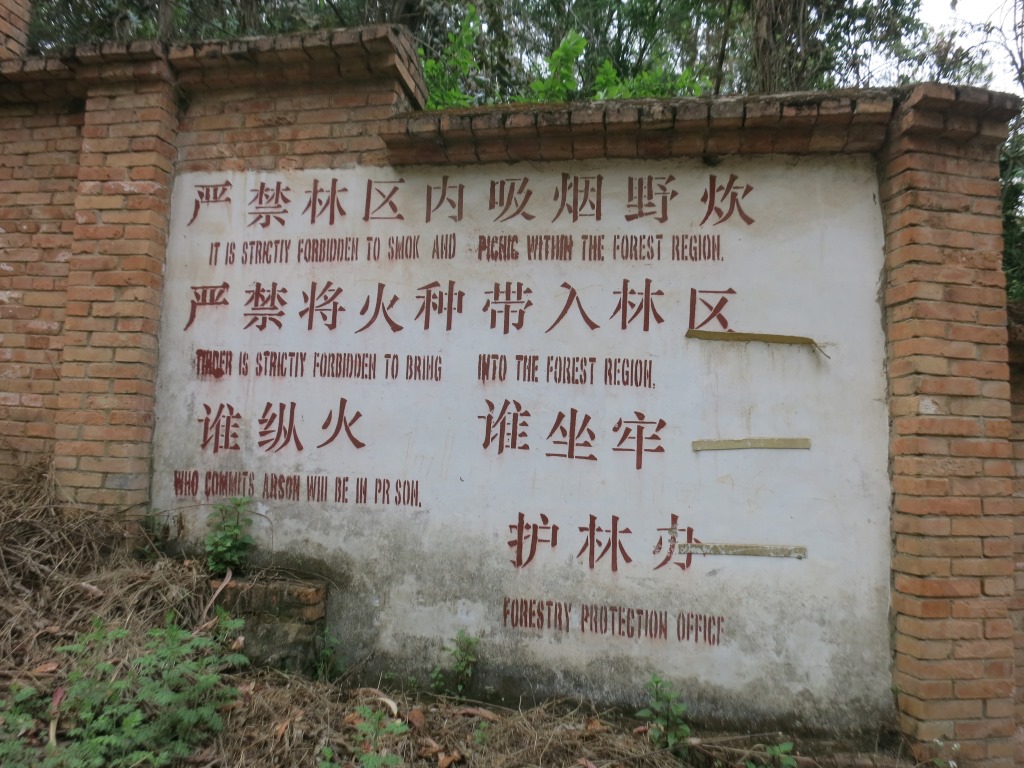 严禁林区内吸烟野炊
IT IS STRICTLY FORBIDDEN TO SMOK AND PICNIC WITHIN THE FOREST REGION.
严禁将火种带入林区
TINDER IS STRICTLY FORBIDDEN TO BRING INTO THE FOREST REGION.
谁纵火 谁坐牢
WHO COMMITS ARSON WIll BE IN PR SON.
护林办
FORESTRY PROTECTION OFFICE